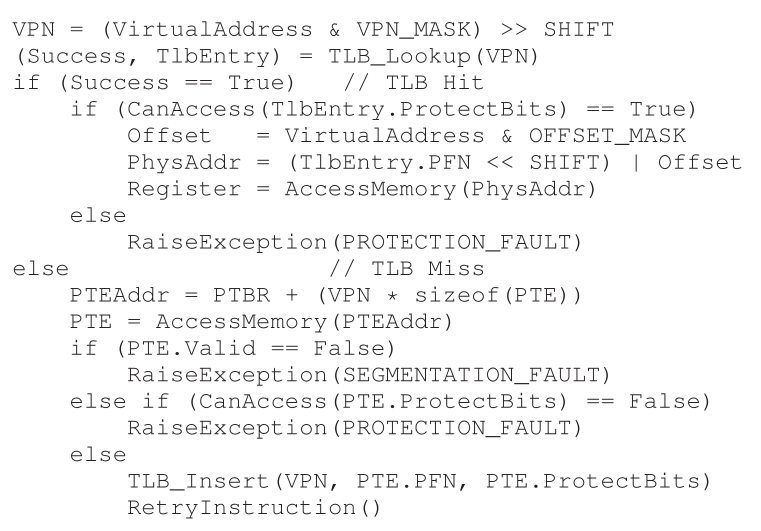 VPN = (VirtualAddress & VPN_MASK) >> SHIFT
(Success, TlbEntry) = TLB_Lookup(VPN)
if (Success == True)   // TLB Hit
    if (CanAccess(TlbEntry.ProtectBits) == True)
        Offset   = VirtualAddress & OFFSET_MASK
        PhysAddr = (TlbEntry.PFN << SHIFT) | Offset
        Register = AccessMemory(PhysAddr)
    else
        RaiseException(PROTECTION_FAULT)
else                  // TLB Miss
    PTEAddr = PTBR + (VPN * sizeof(PTE))
    PTE = AccessMemory(PTEAddr)
    if (PTE.Valid == False)
        RaiseException(SEGMENTATION_FAULT)
    else if (CanAccess(PTE.ProtectBits) == False)
        RaiseException(PROTECTION_FAULT)
    else
        TLB_Insert(VPN, PTE.PFN, PTE.ProtectBits)
        RetryInstruction()